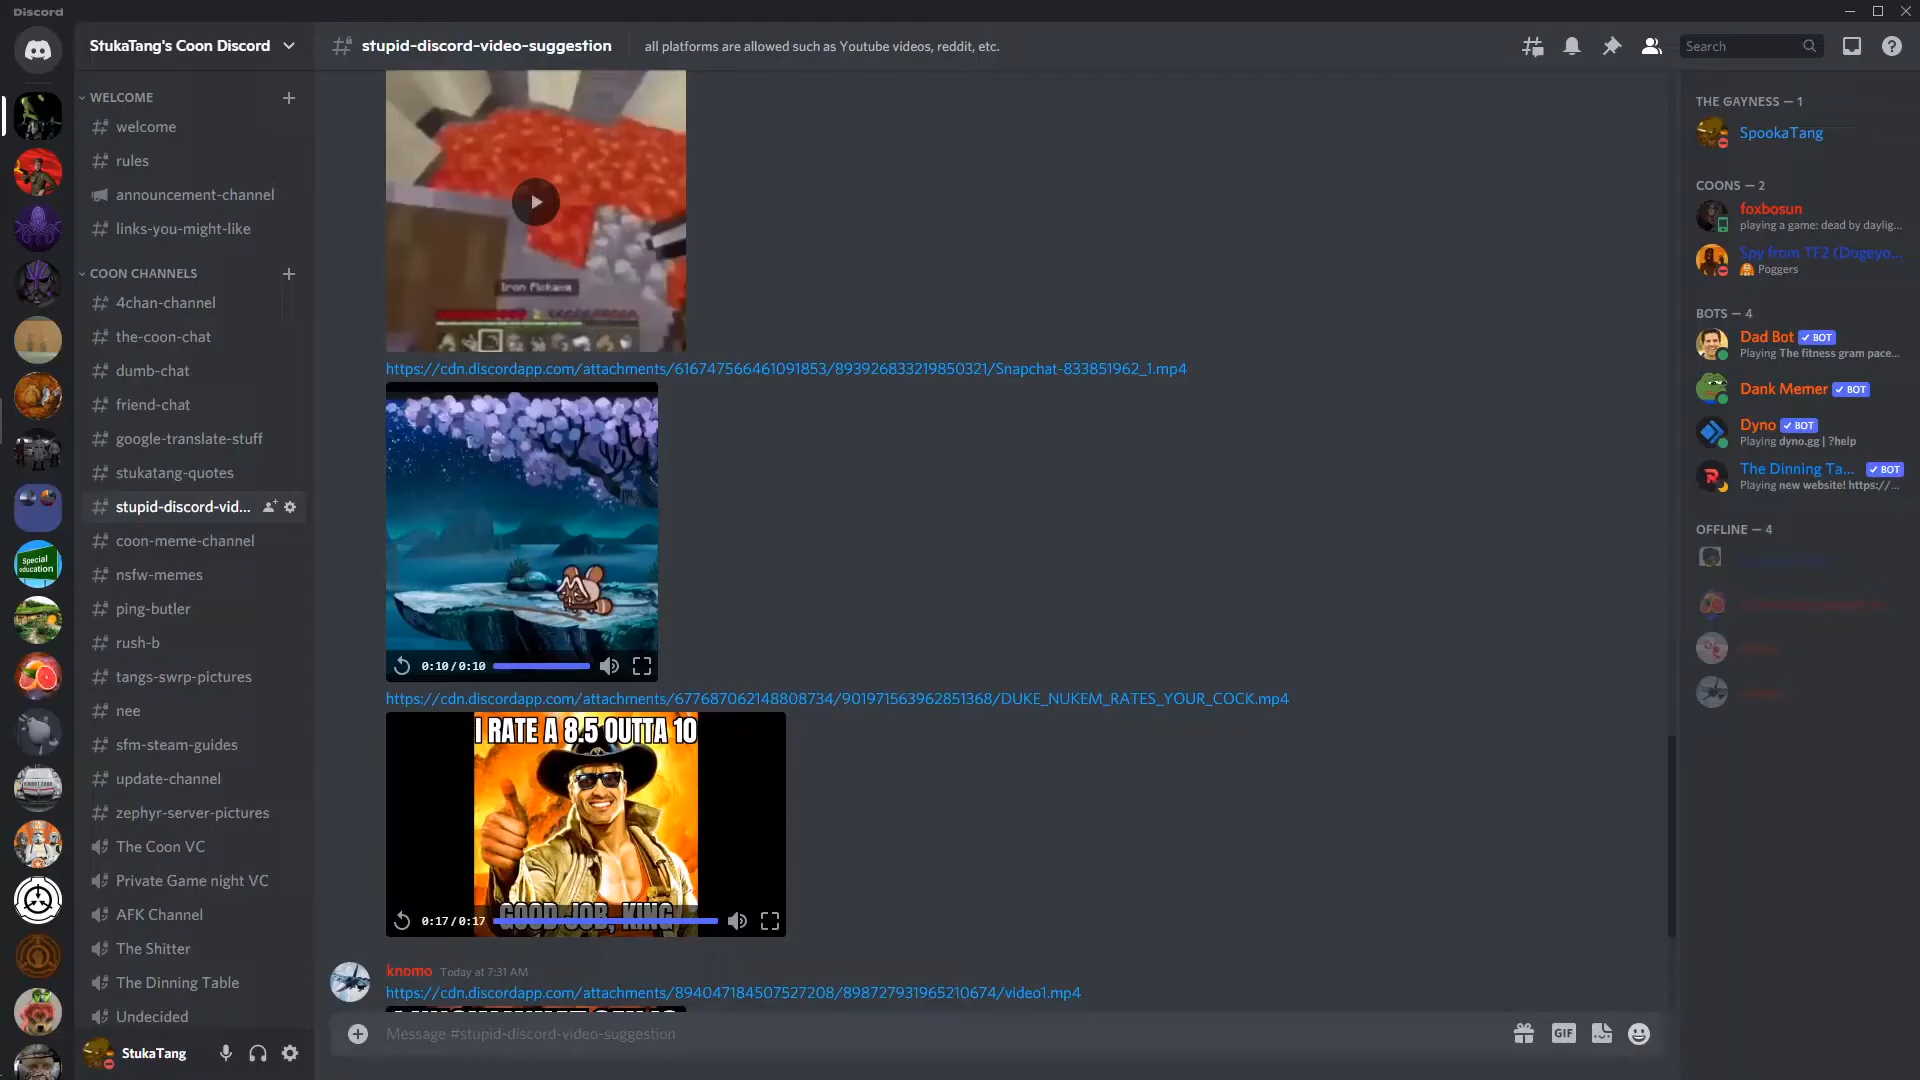 Discord
StukaTang's Coon Discord
stupid-discord-video-suggestion
all platforms are allowed such as Youtube videos, reddit, etc.
Search
WELCOME
welcome
rules
announcement-channel
links-you-might-like
COON CHANNELS
4chan-channel
the-coon-chat
dumb-chat
friend-chat
google-translate-stuff
stukatang-quotes
stupid-discord-vid...
coon-meme-channel
nsfw-memes
ping-butler
rush-b
tangs-swrp-pictures
nee
sfm-steam-guides
update-channel
zephyr-server-pictures
The Coon VC
Private Game night VC
AFK Channel
The Shitter
The Dinning Table
Undecided
StukaTang
Special
education
Iron Pickaxe
https://cdn.discordapp.com/attachments/616747566461091853/893926833219850321/Snapchat-833851962_1.mp4
0:10/0:10
https://cdn.discordapp.com/attachments/677687062148808734/901971563962851368/DUKE_NUKEM_RATES_YOUR_COCK.mp4
I RATE A 8.5 OUTTA 10
GOOD JOB, KING
0:17/0:17
knomo Today at 7:31 AM
https://cdn.discordapp.com/attachments/894047184507527208/898727931965210674/video1.mp4
Message #stupid-discord-video-suggestion
GIF
THE GAYNESS — 1
SpookaTang
COONS — 2
foxbosun
playing a game: dead by daylig...
Spy from TF2 (Dogeyo...
Poggers
BOTS — 4
Dad Bot BOT
Playing The fitness gram pace...
Dank Memer BOT
Dyno BOT
Playing dyno.gg | ?help
The Dinning Ta... BOT
Playing new website! https://...
OFFLINE — 4